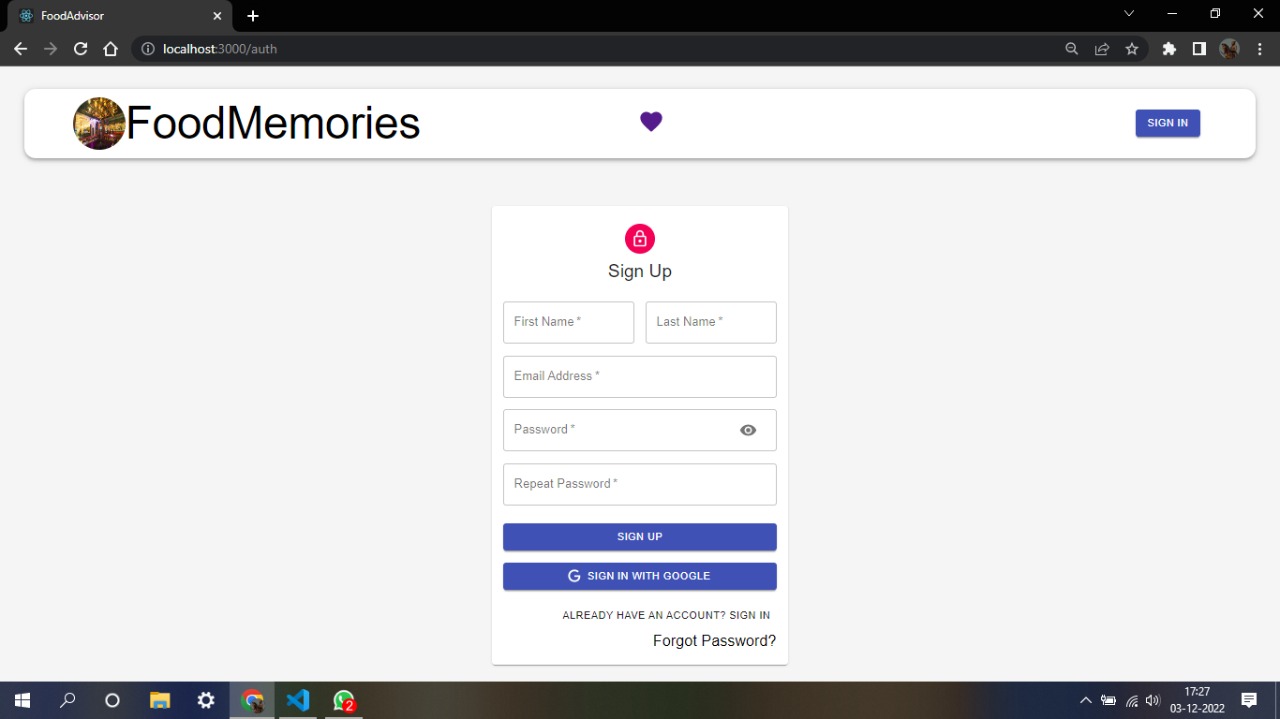 FoodAdvisor
localhost:3000/auth
FoodMemories
SIGN IN
Sign Up
First Name *
Last Name *
Email Address *
Password *
Repeat Password *
SIGN UP
G SIGN IN WITH GOOGLE
ALREADY HAVE AN ACCOUNT? SIGN IN
Forgot Password?
2
17:27
03-12-2022